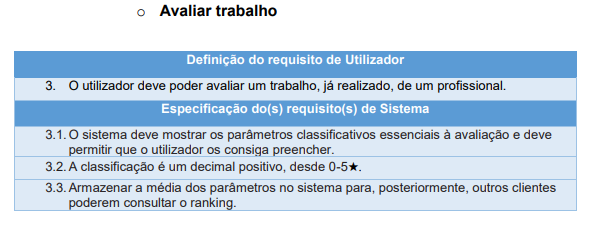 o Avaliar trabalho
Definição do requisito de Utilizador
3. O utilizador deve poder avaliar um trabalho, já realizado, de um profissional.
Especificação do(s) requisito(s) de Sistema
3.1. O sistema deve mostrar os parâmetros classificativos essenciais à avaliação e deve
permitir que o utilizador os consiga preencher.
3.2. A classificação é um decimal positivo, desde 0-5★.
3.3. Armazenar a média dos parâmetros no sistema para, posteriormente, outros clientes
poderem consultar o ranking.